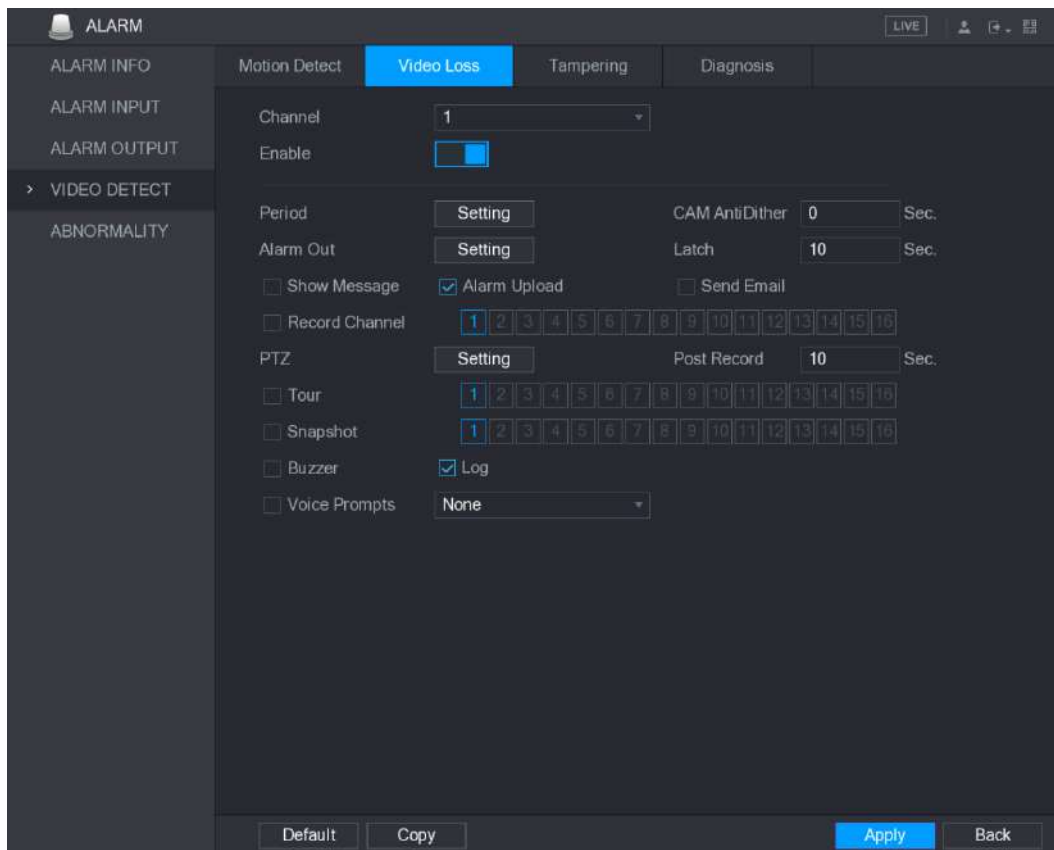 ALARM LIVE
ALARM INFO
ALARM INPUT
ALARM OUTPUT
> VIDEO DETECT
ABNORMALITY
Motion Detect Video Loss Tampering Diagnosis
Channel 1
Enable
Period Setting CAM AntiDither 0 Sec.
Alarm Out Setting Latch 10 Sec.
Show Message Alarm Upload Send Email
Record Channel 1 2 3 4 5 6 7 8 9 10 11 12 13 14 15 16
PTZ Setting Post Record 10 Sec.
Tour 1 2 3 4 5 6 7 8 9 10 11 12 13 14 15 16
Snapshot 1 2 3 4 5 6 7 8 9 10 11 12 13 14 15 16
Buzzer Log
Voice Prompts None
Default Copy Apply Back